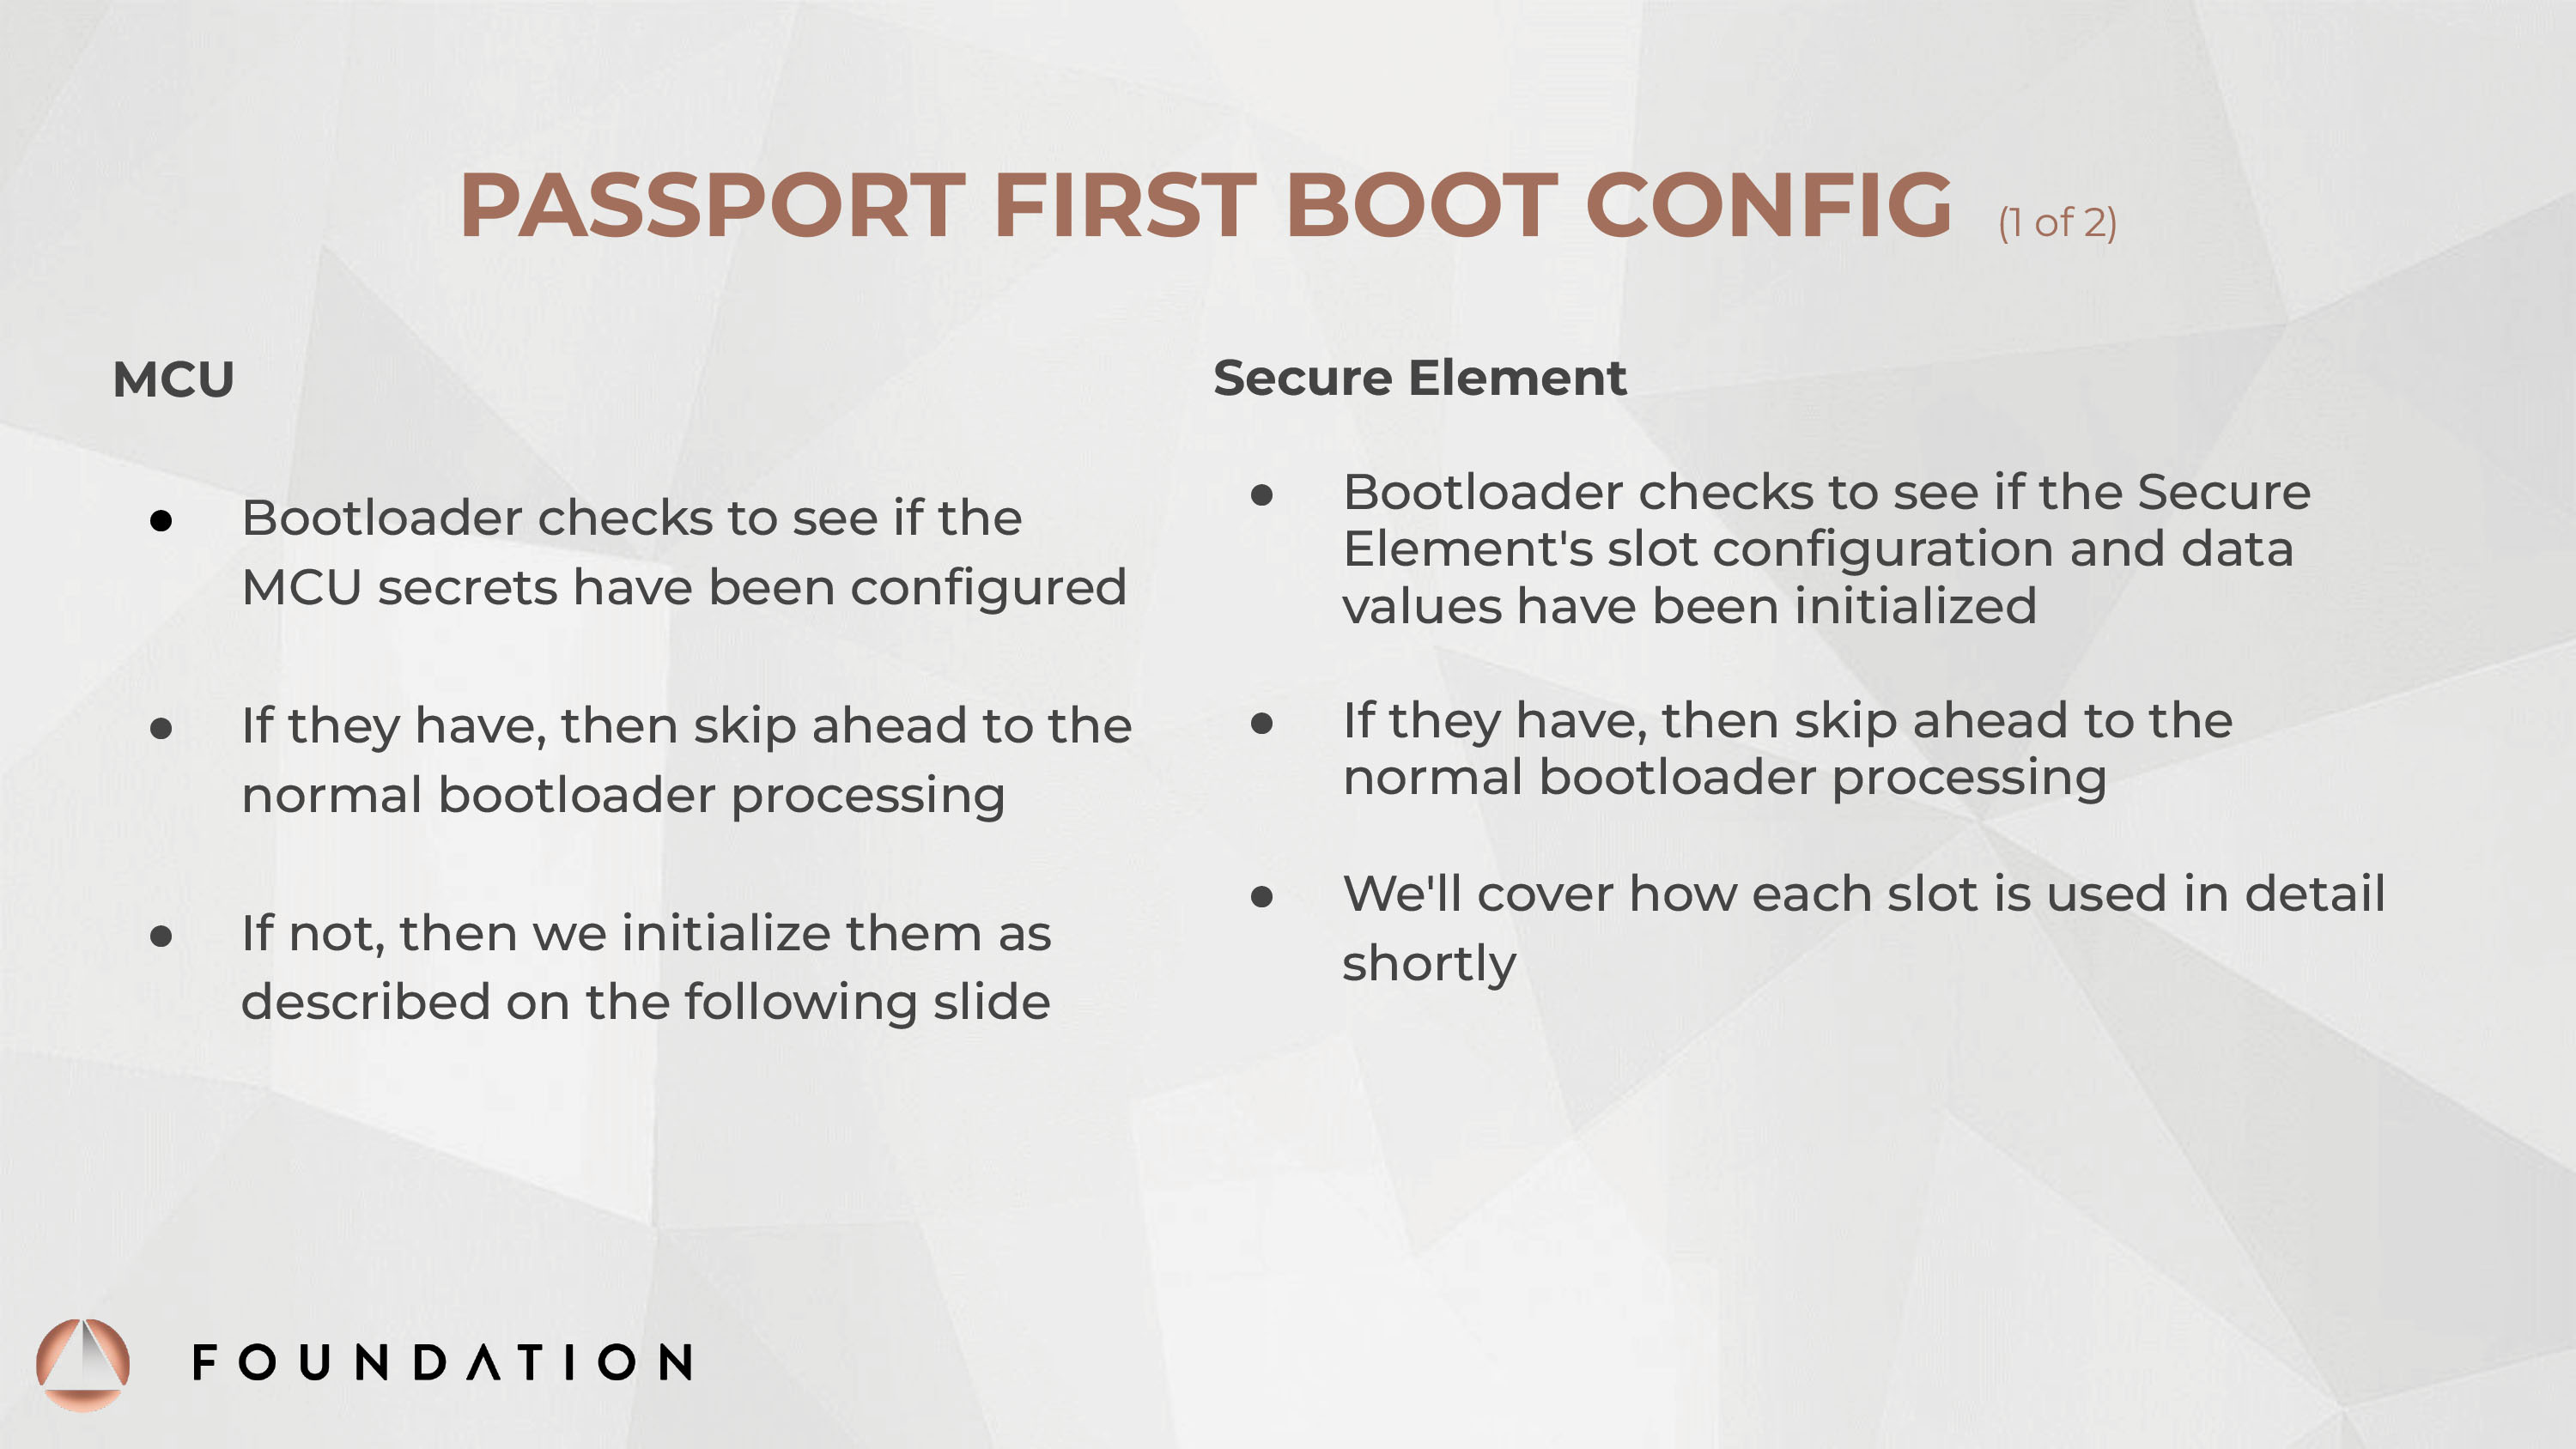 PASSPORT FIRST BOOT CONFIG (1 of 2)
MCU
● Bootloader checks to see if the
MCU secrets have been configured
● If they have, then skip ahead to the
normal bootloader processing
● If not, then we initialize them as
described on the following slide
Secure Element
● Bootloader checks to see if the Secure
Element's slot configuration and data
values have been initialized
● If they have, then skip ahead to the
normal bootloader processing
● We'll cover how each slot is used in detail
shortly
FOUNDATION